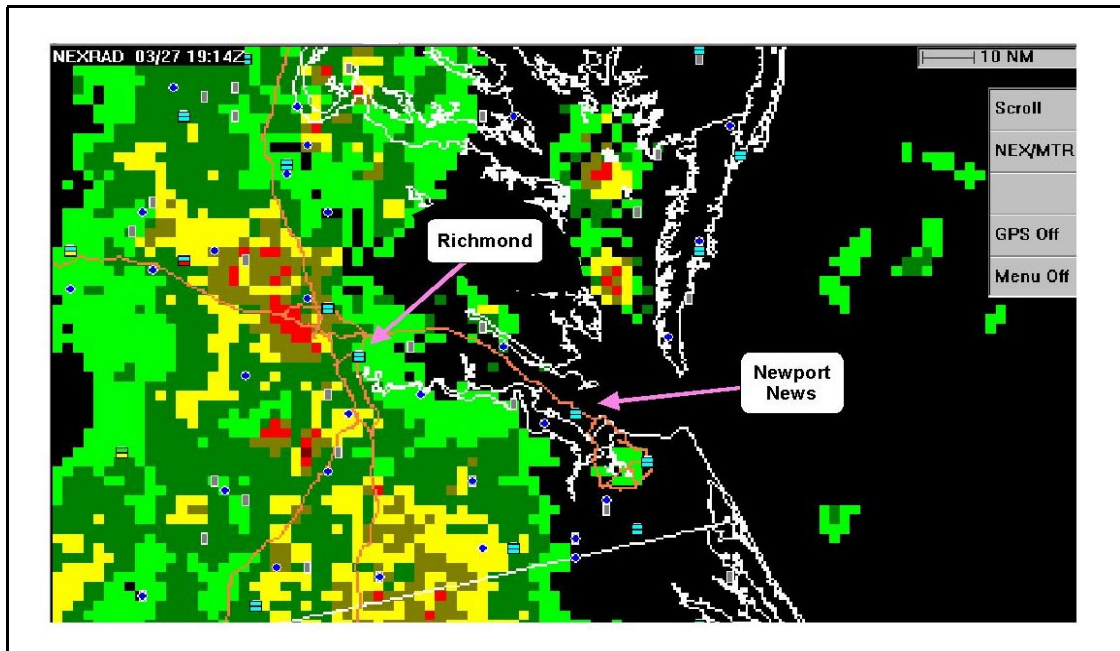 NEXRAD 03/27 19:14Z
10 NM
Scroll
NEX/MTR
GPS Off
Menu Off
Richmond
Newport
News